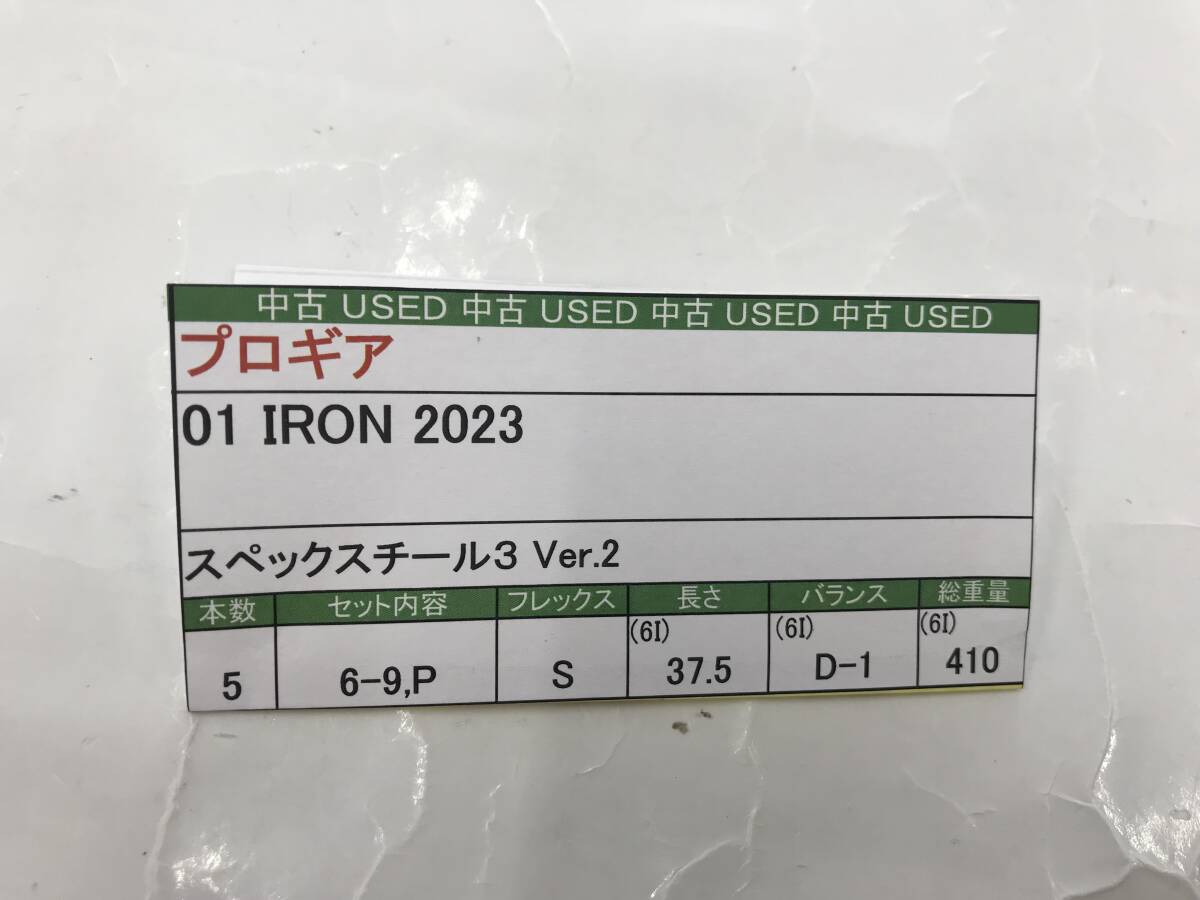 中古 USED 中古 USED 中古 USED 中古 USED
プロギア
01 IRON 2023
スペックスチール3 Ver.2
本数 セット内容 フレックス 長さ バランス 総重量
(6I) (6I) (6I)
5 6-9,P S 37.5 D-1 410